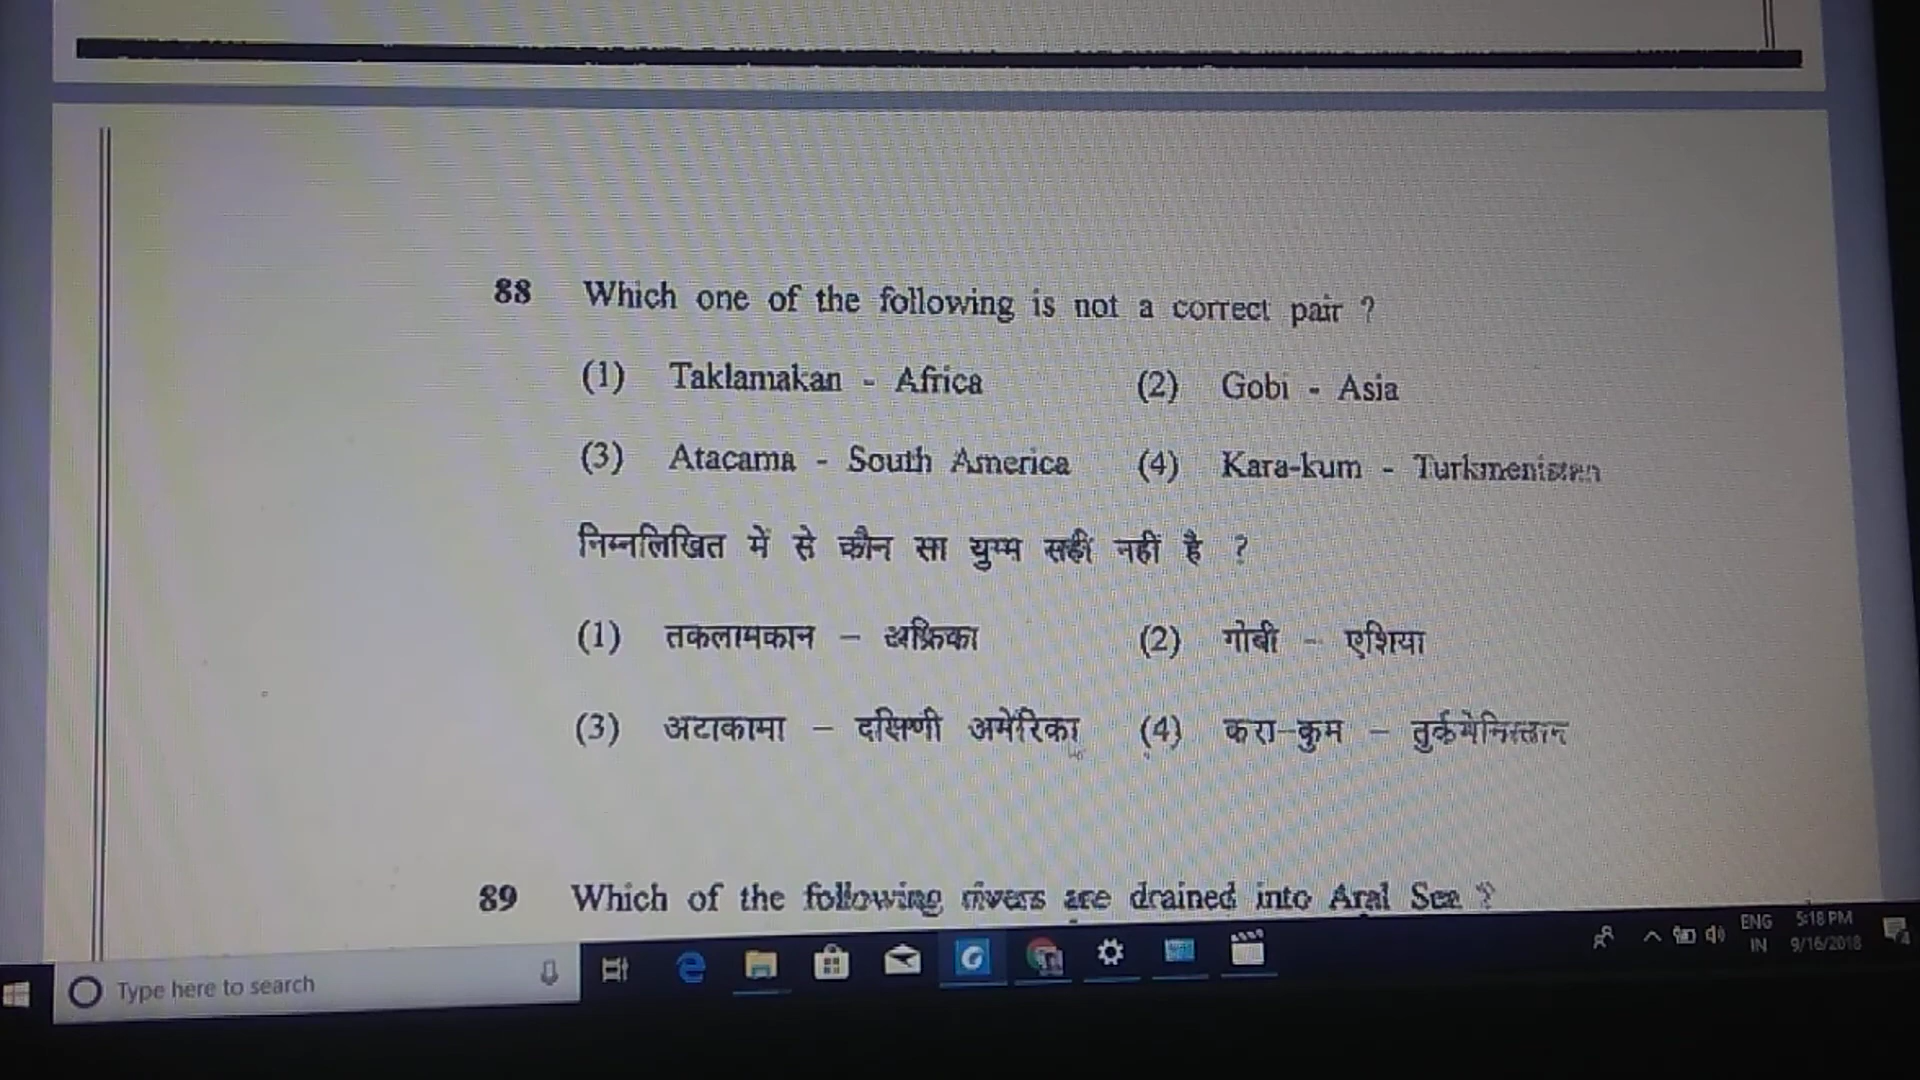 88 Which one of the following is not a correct pair ?
(1) Taklamakan - Africa (2) Gobi - Asia
(3) Atacama - South America (4) Kara-kum - Turkmenistan
निम्नलिखित में से कौन सा युग्म सही नहीं है ?
(1) तकलामकान – अफ्रिका (2) गोबी – एशिया
(3) अटाकामा – दक्षिणी अमेरिका (4) करा-कुम – तुर्कमेनिस्तान
89 Which of the following rivers are drained into Aral Sea ?
Type here to search
ENG 5:18 PM
IN 9/16/2018